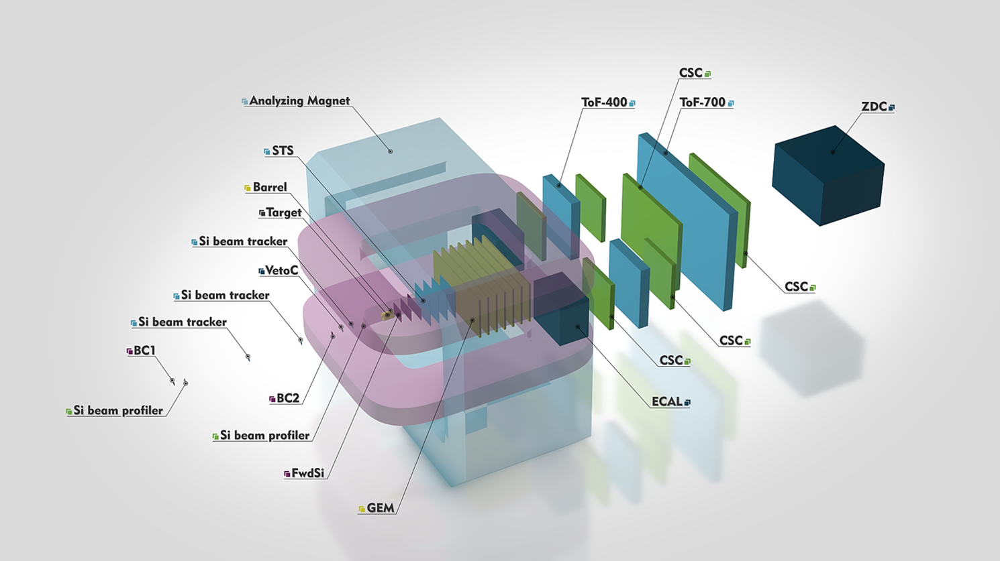 CSC
Analyzing Magnet
ToF-400
ToF-700
ZDC
STS
Barrel
Target
Si beam tracker
VetoC
CSC
Si beam tracker
Si beam tracker
CSC
BC1
CSC
BC2
ECAL
Si beam profiler
Si beam profiler
FwdSi
GEM